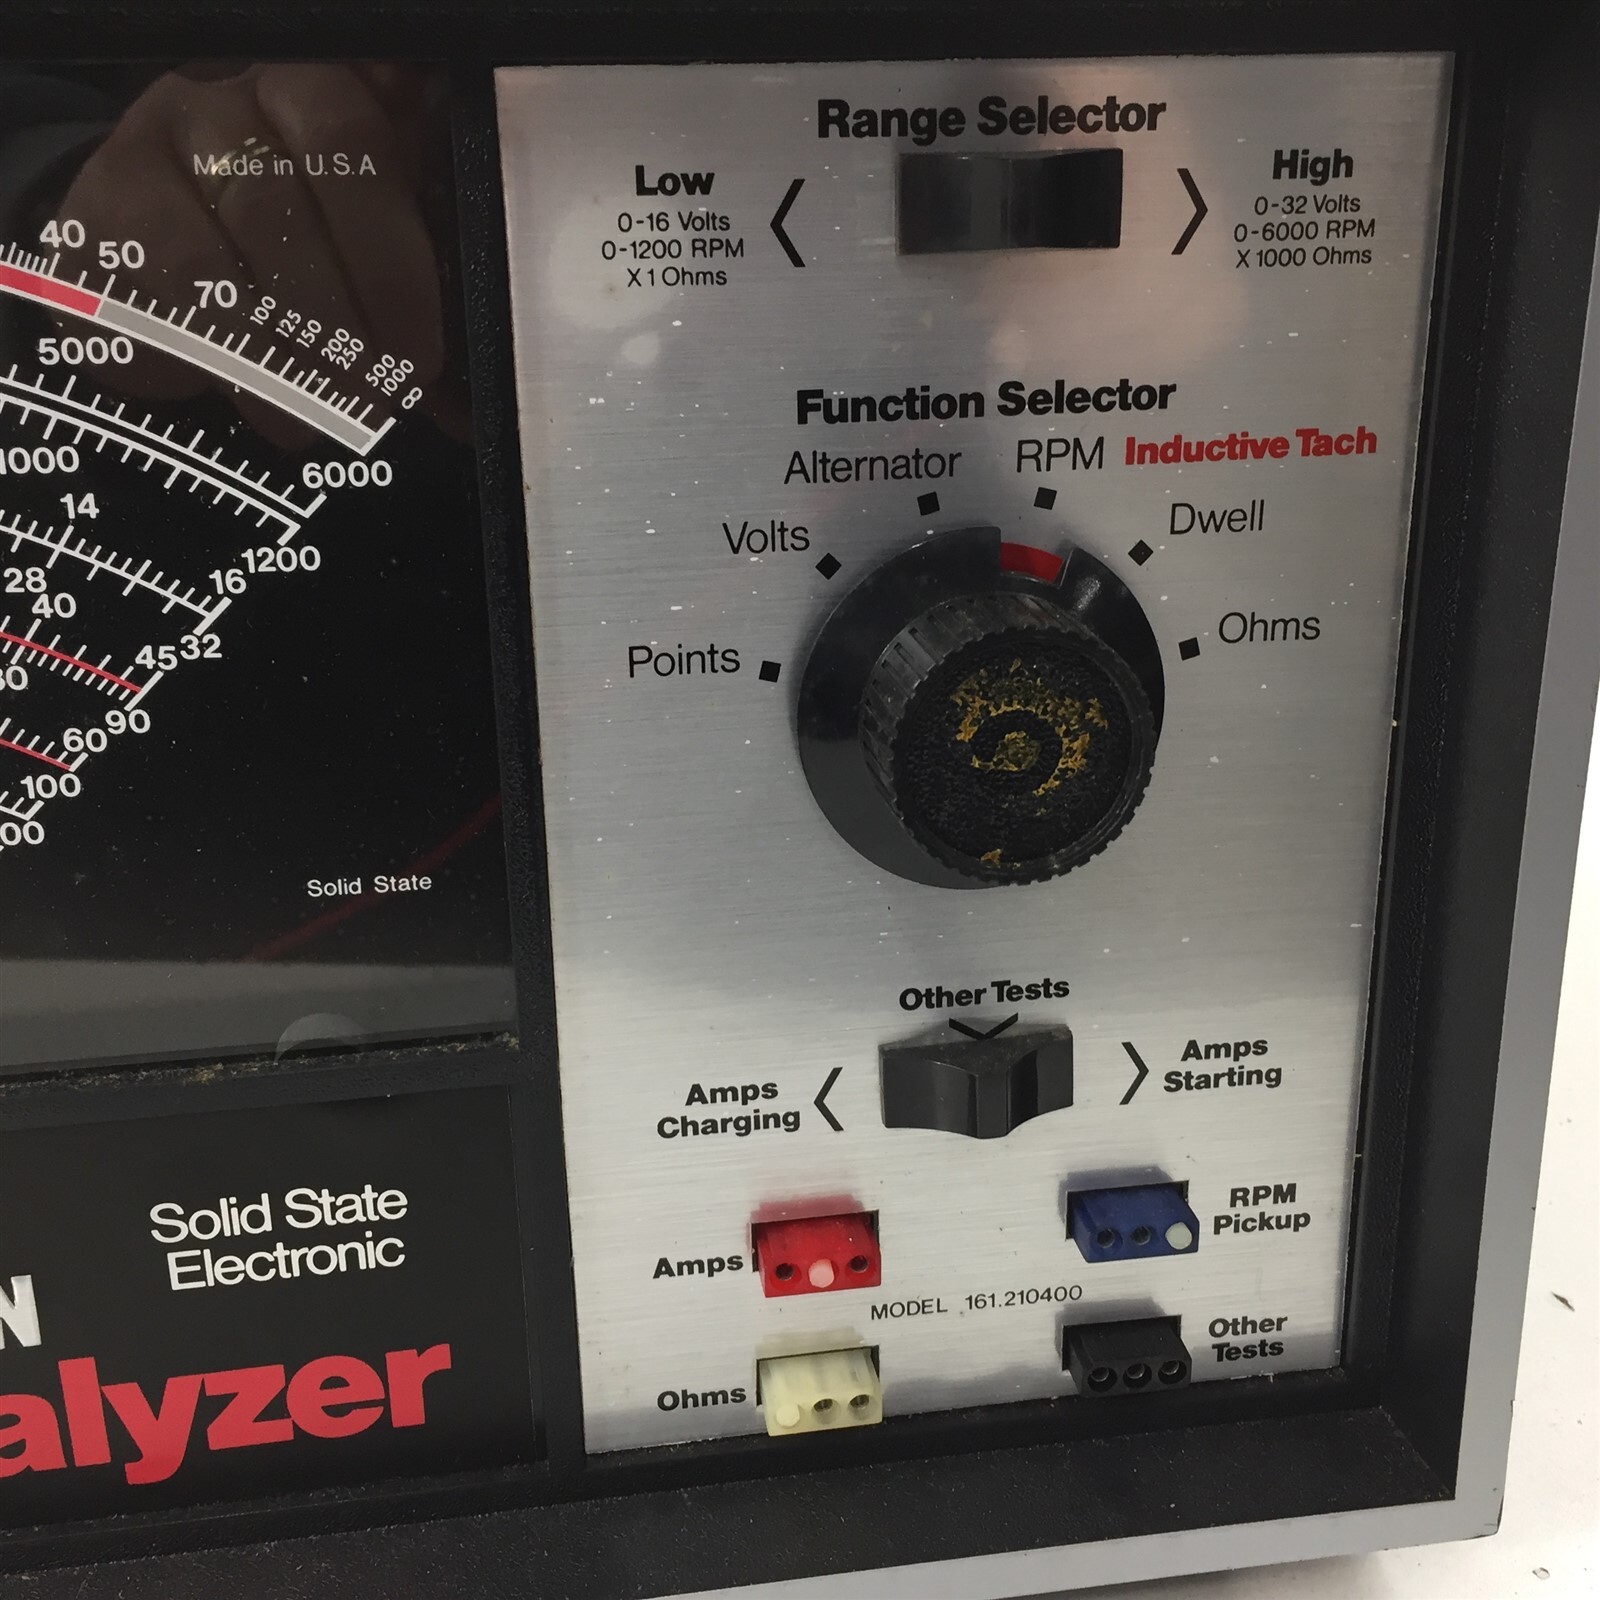 Made in U.S.A
40 50 70 100 125 150 200 250 500 1000 ∞
5000 6000
1000 1200
14 16
28 32
40 45
90
60
100
Solid State
Solid State
Electronic
N
alyzer
Range Selector
Low
0-16 Volts
0-1200 RPM
X 1 Ohms
High
0-32 Volts
0-6000 RPM
X 1000 Ohms
Function Selector
Alternator RPM Inductive Tach
Volts Dwell
Points Ohms
Other Tests
Amps
Charging
Amps
Starting
Amps
RPM
Pickup
MODEL 161.210400
Ohms
Other
Tests